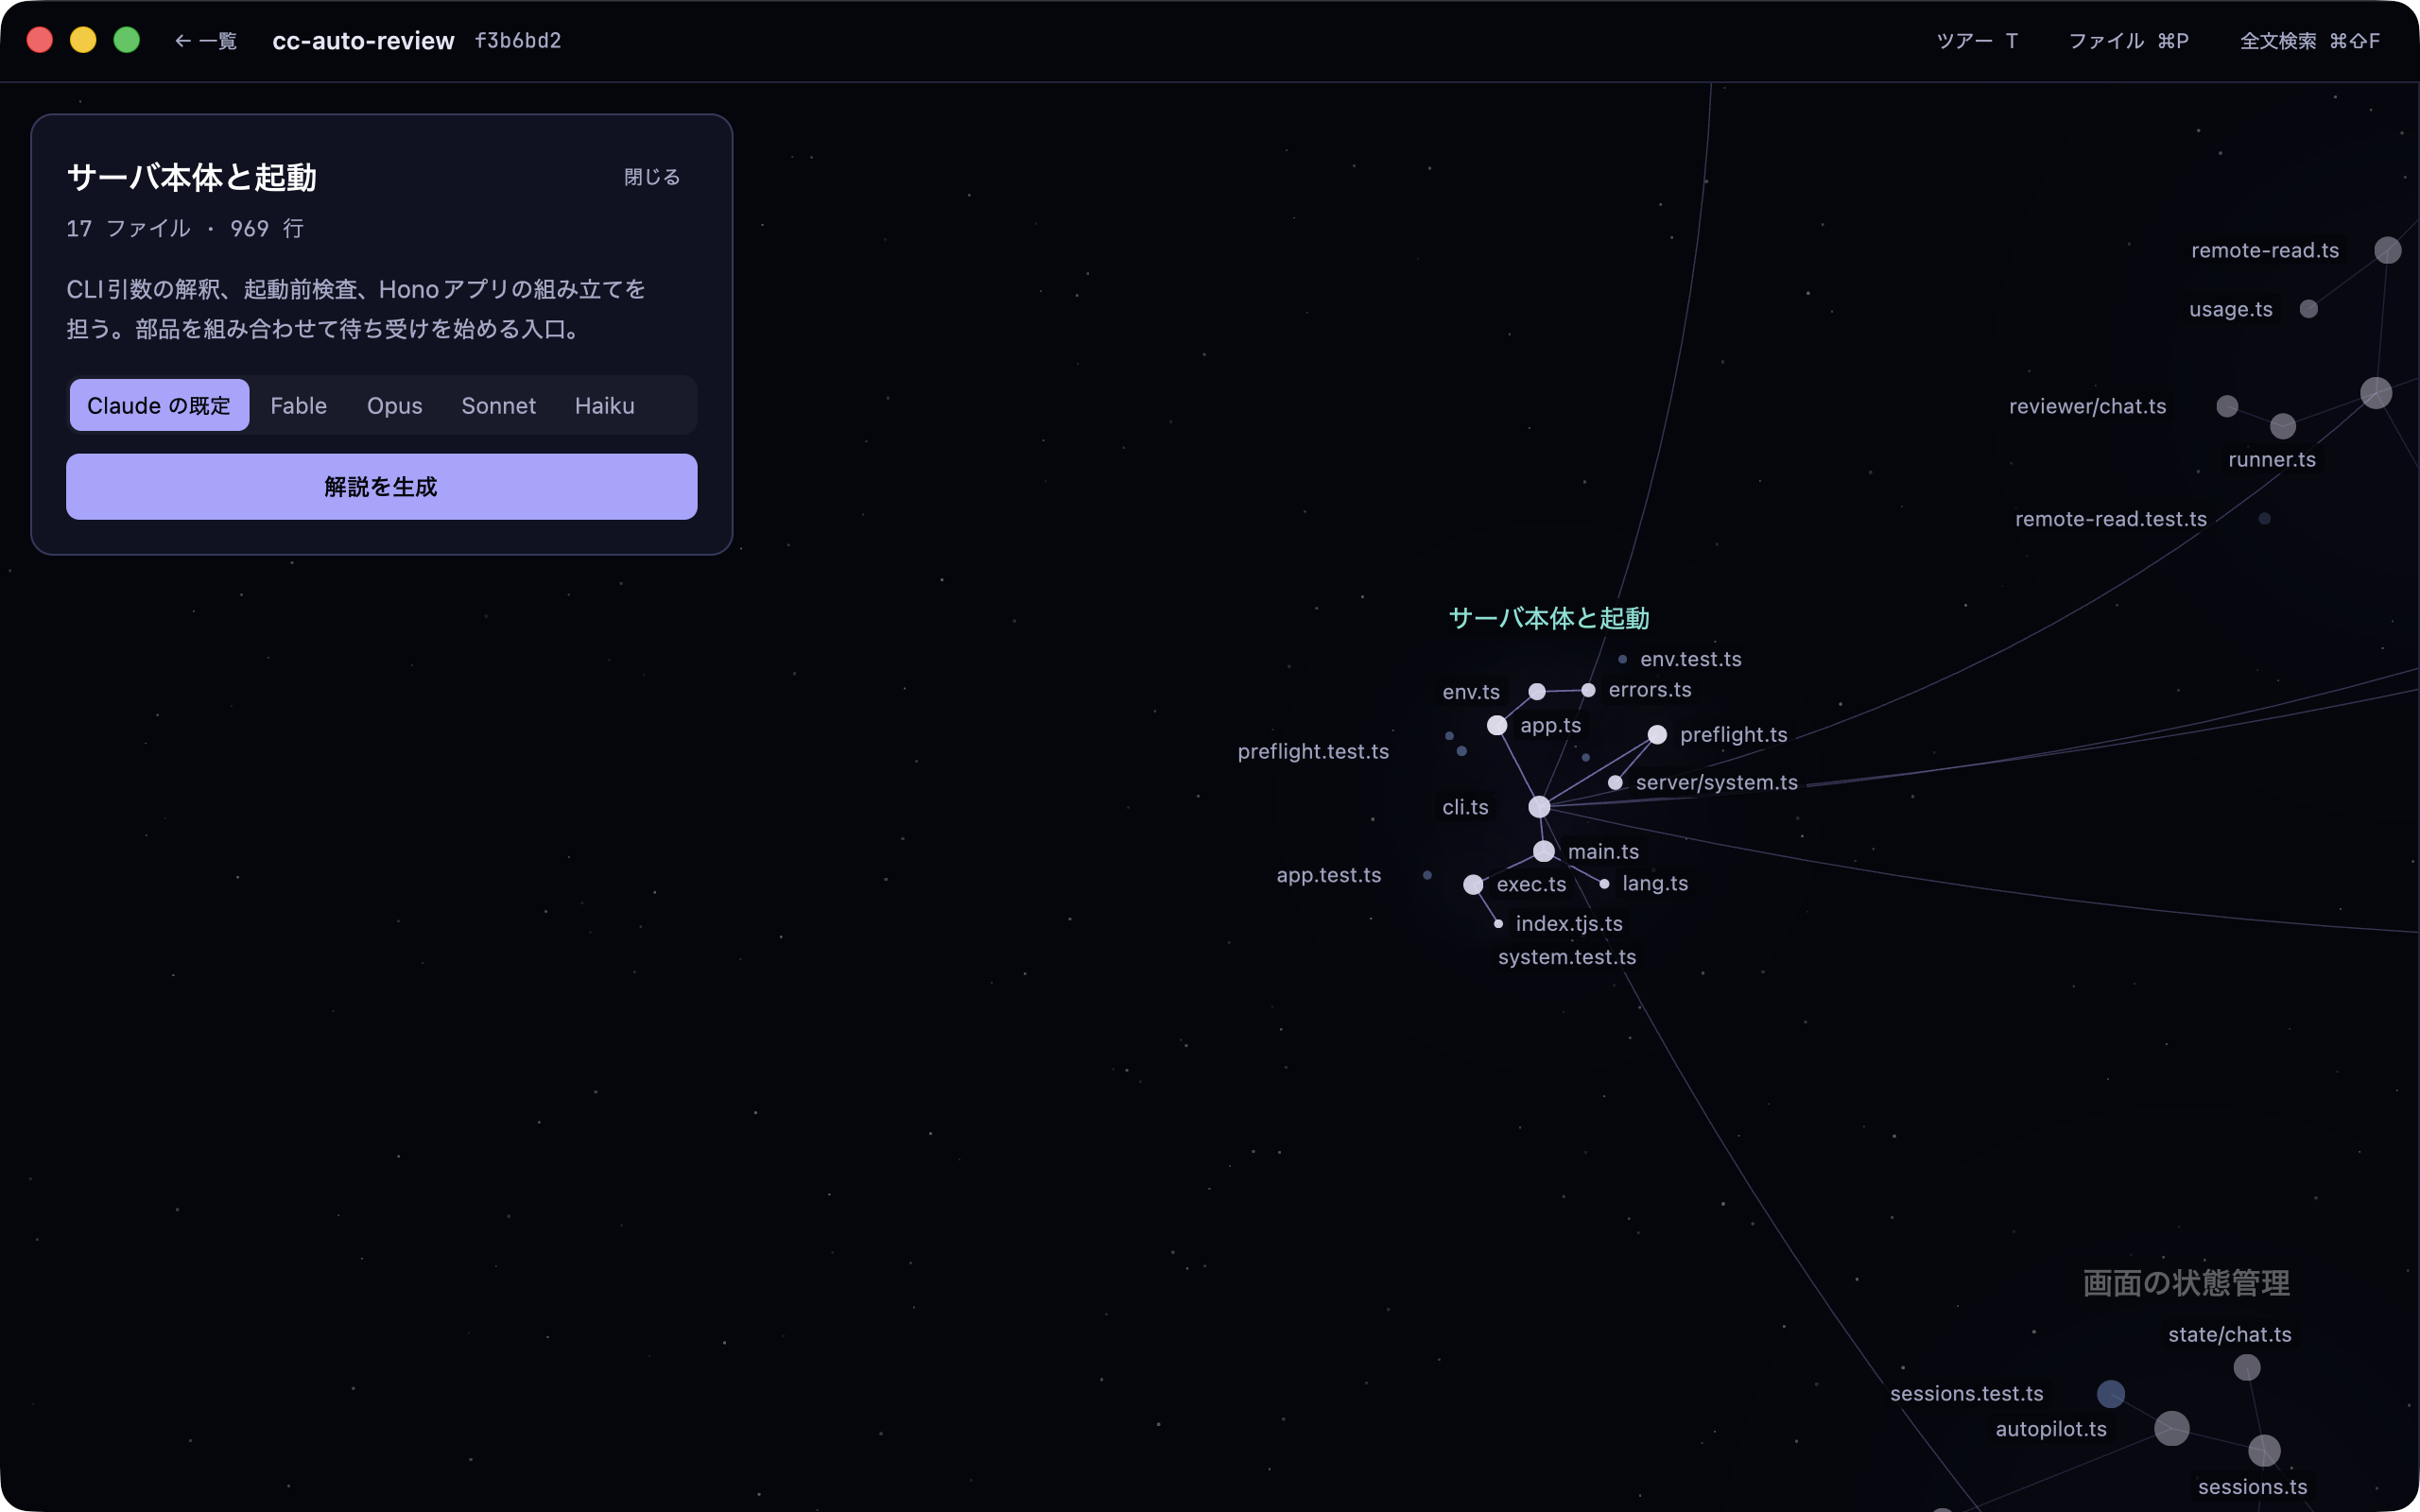 ← 一覧 cc-auto-review f3b6bd2
ツアー T ファイル ⌘P 全文検索 ⌘⇧F
サーバ本体と起動
閉じる
17 ファイル · 969 行
CLI引数の解釈、起動前検査、Honoアプリの組み立てを
担う。部品を組み合わせて待ち受けを始める入口。
Claude の既定 Fable Opus Sonnet Haiku
解説を生成
remote-read.ts
usage.ts
reviewer/chat.ts
runner.ts
remote-read.test.ts
サーバ本体と起動
env.test.ts
env.ts
errors.ts
app.ts
preflight.ts
preflight.test.ts
server/system.ts
cli.ts
main.ts
app.test.ts
exec.ts
lang.ts
index.tjs.ts
system.test.ts
画面の状態管理
state/chat.ts
sessions.test.ts
autopilot.ts
sessions.ts